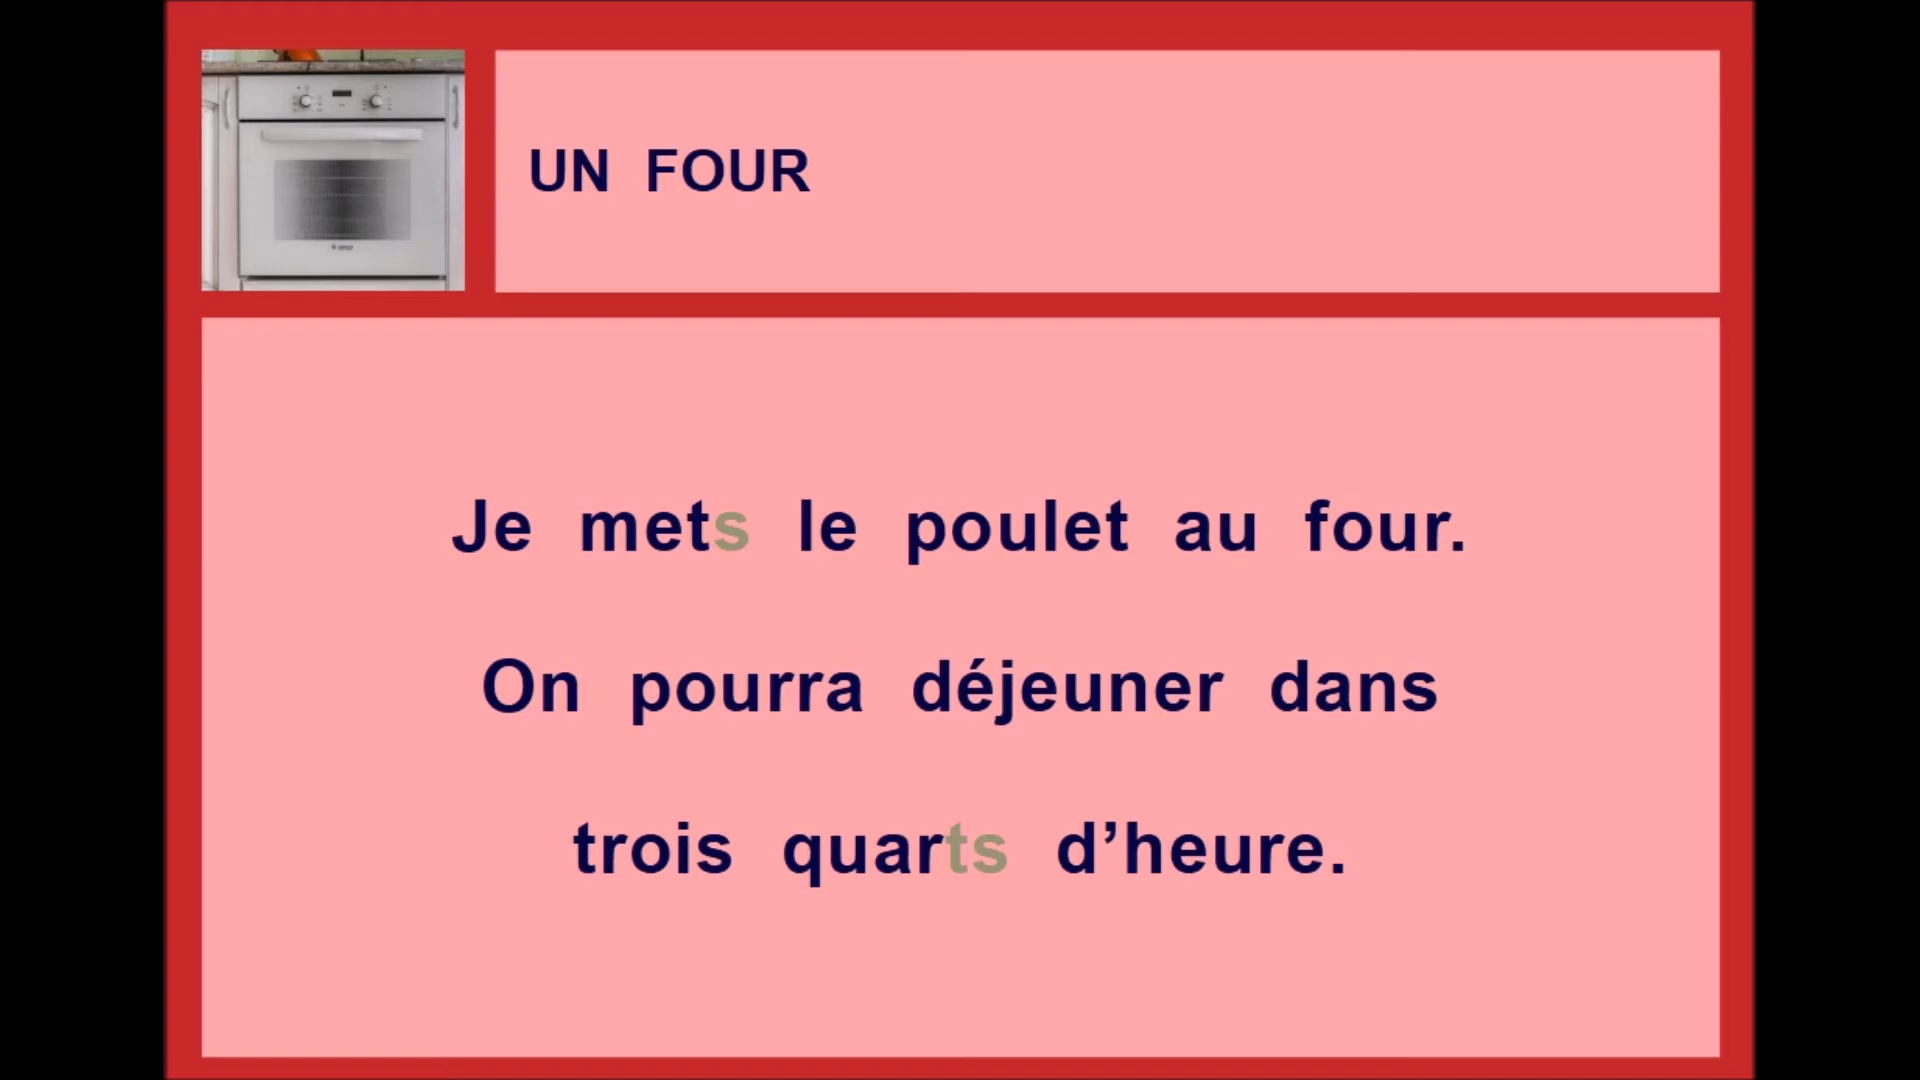 UN FOUR
Je mets le poulet au four.
On pourra déjeuner dans
trois quarts d’heure.